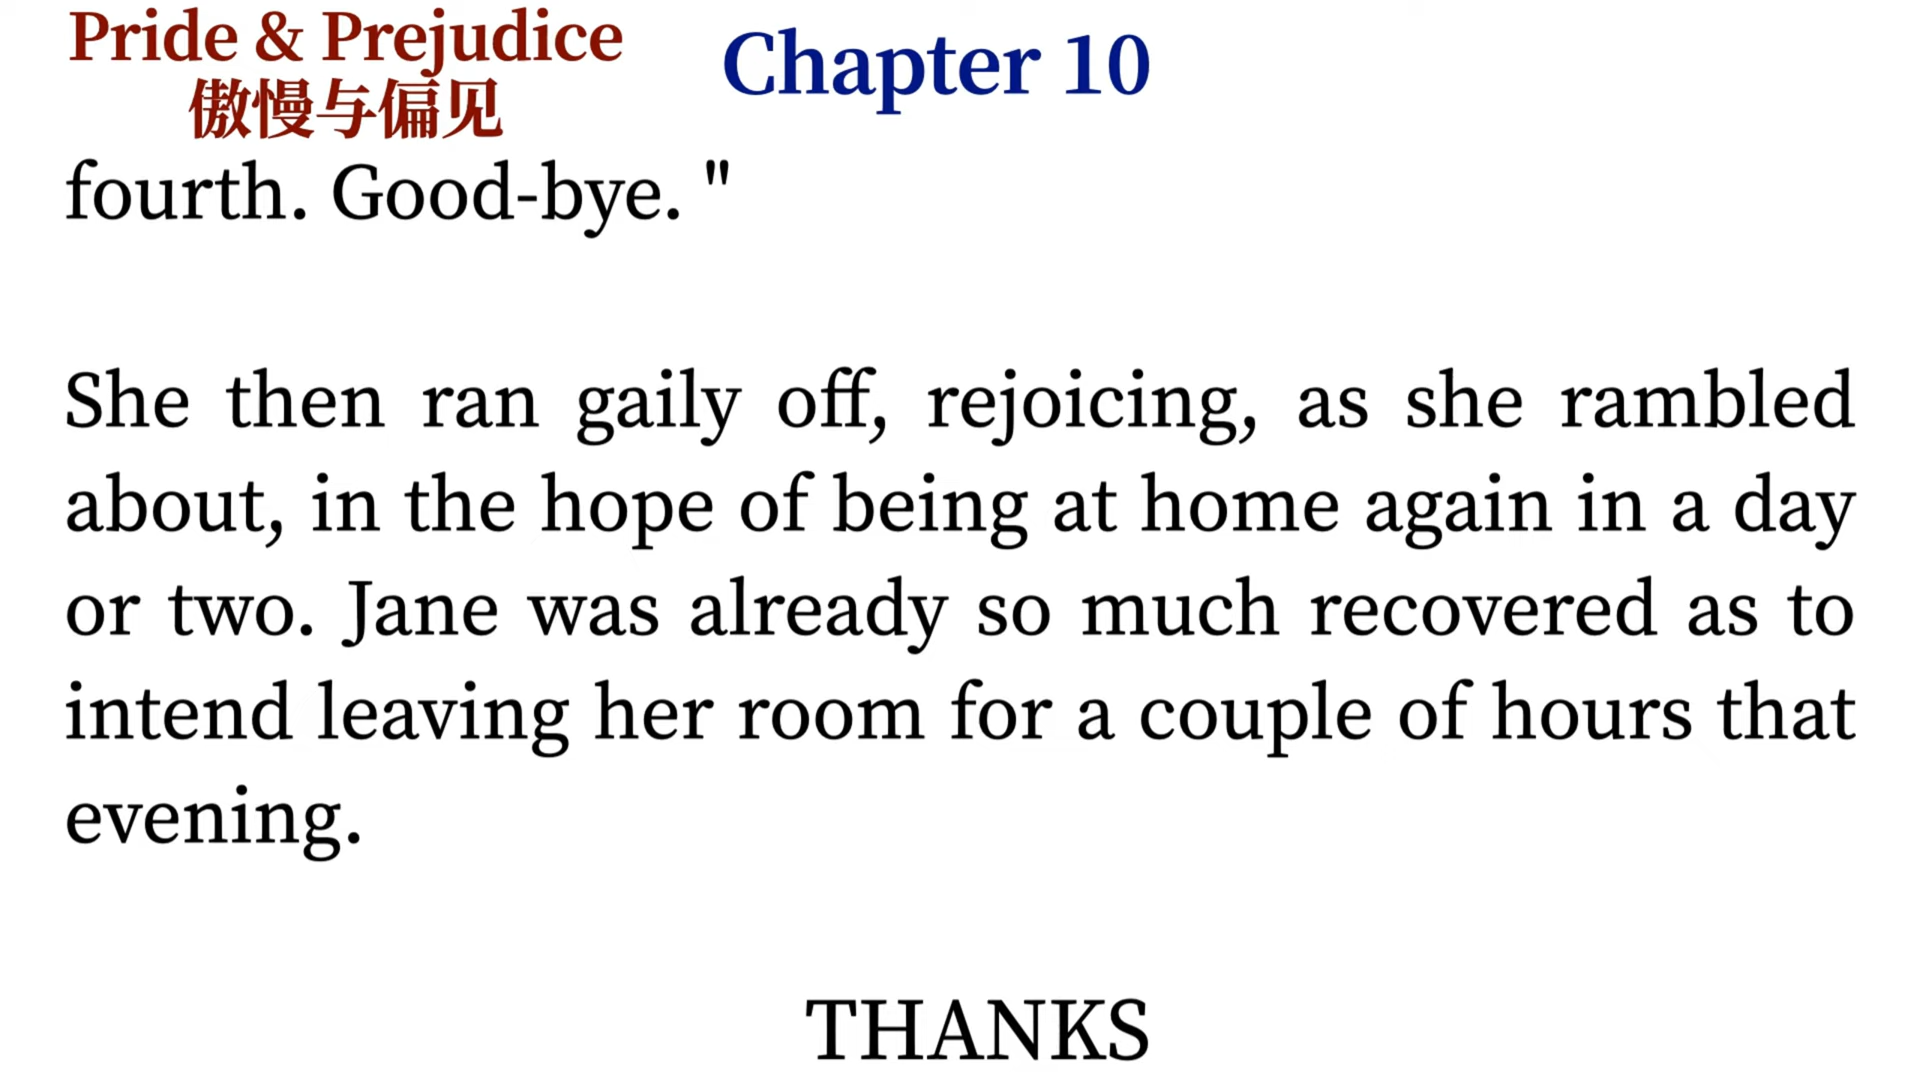 Pride & Prejudice
傲慢与偏见
Chapter 10
fourth. Good-bye. "
She then ran gaily off, rejoicing, as she rambled
about, in the hope of being at home again in a day
or two. Jane was already so much recovered as to
intend leaving her room for a couple of hours that
evening.
THANKS